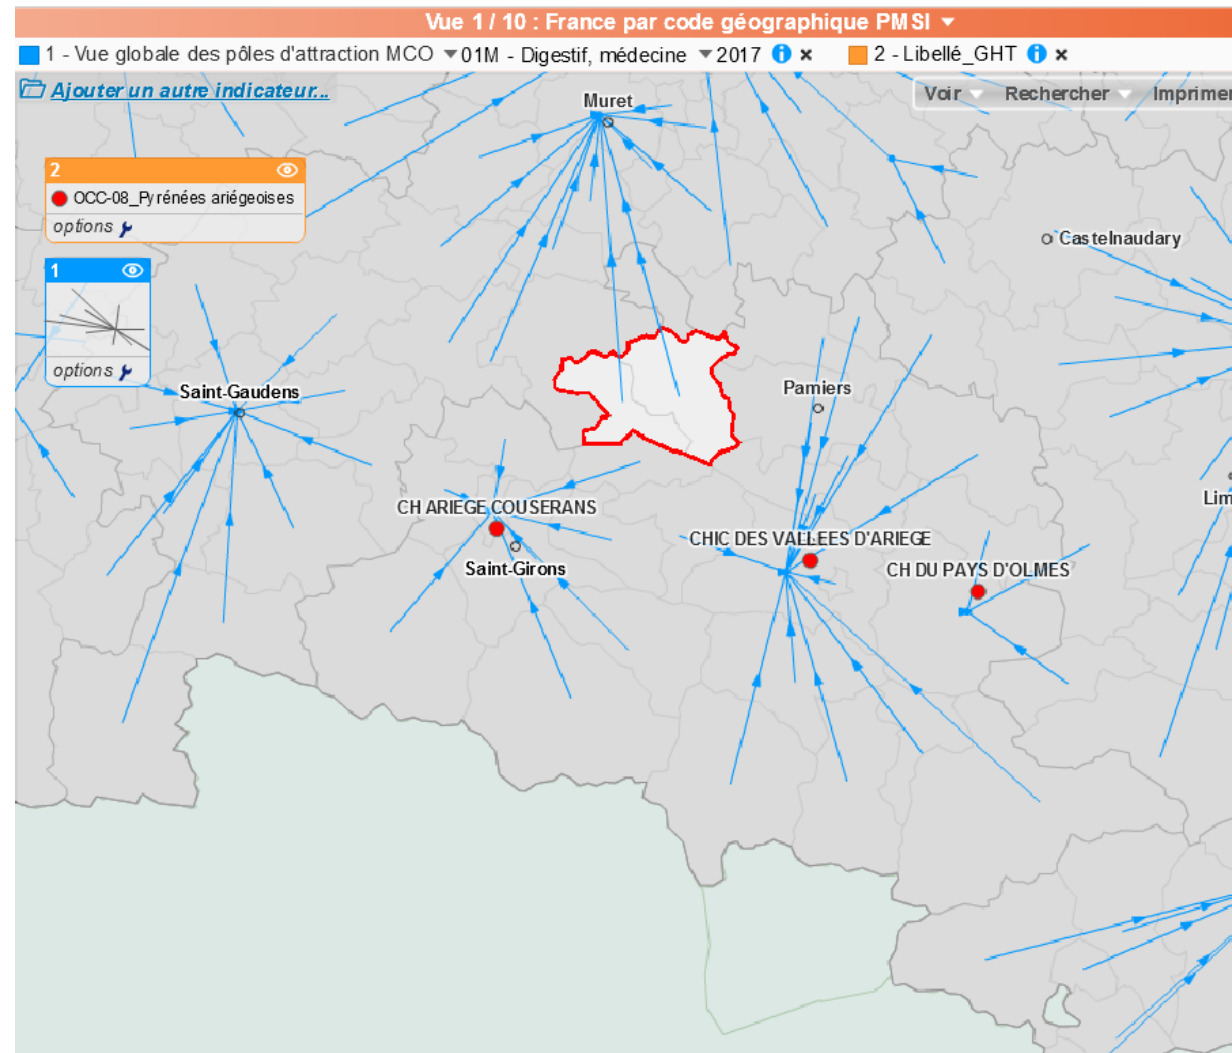 Vue 1 / 10 : France par code géographique PMSI
1 - Vue globale des pôles d'attraction MCO 01M - Digestif, médecine 2017 i × 2 - Libellé_GHT i ×
Ajouter un autre indicateur...
Voir Rechercher Imprimer
Muret
2
OCC-08_Pyrénées ariégeoises
options
Castelnaudary
1
options
Saint-Gaudens
Pamiers
Lim
CH ARIEGE COUSERANS
CHIC DES VALLEES D'ARIEGE
Saint-Girons
CH DU PAYS D'OLMES